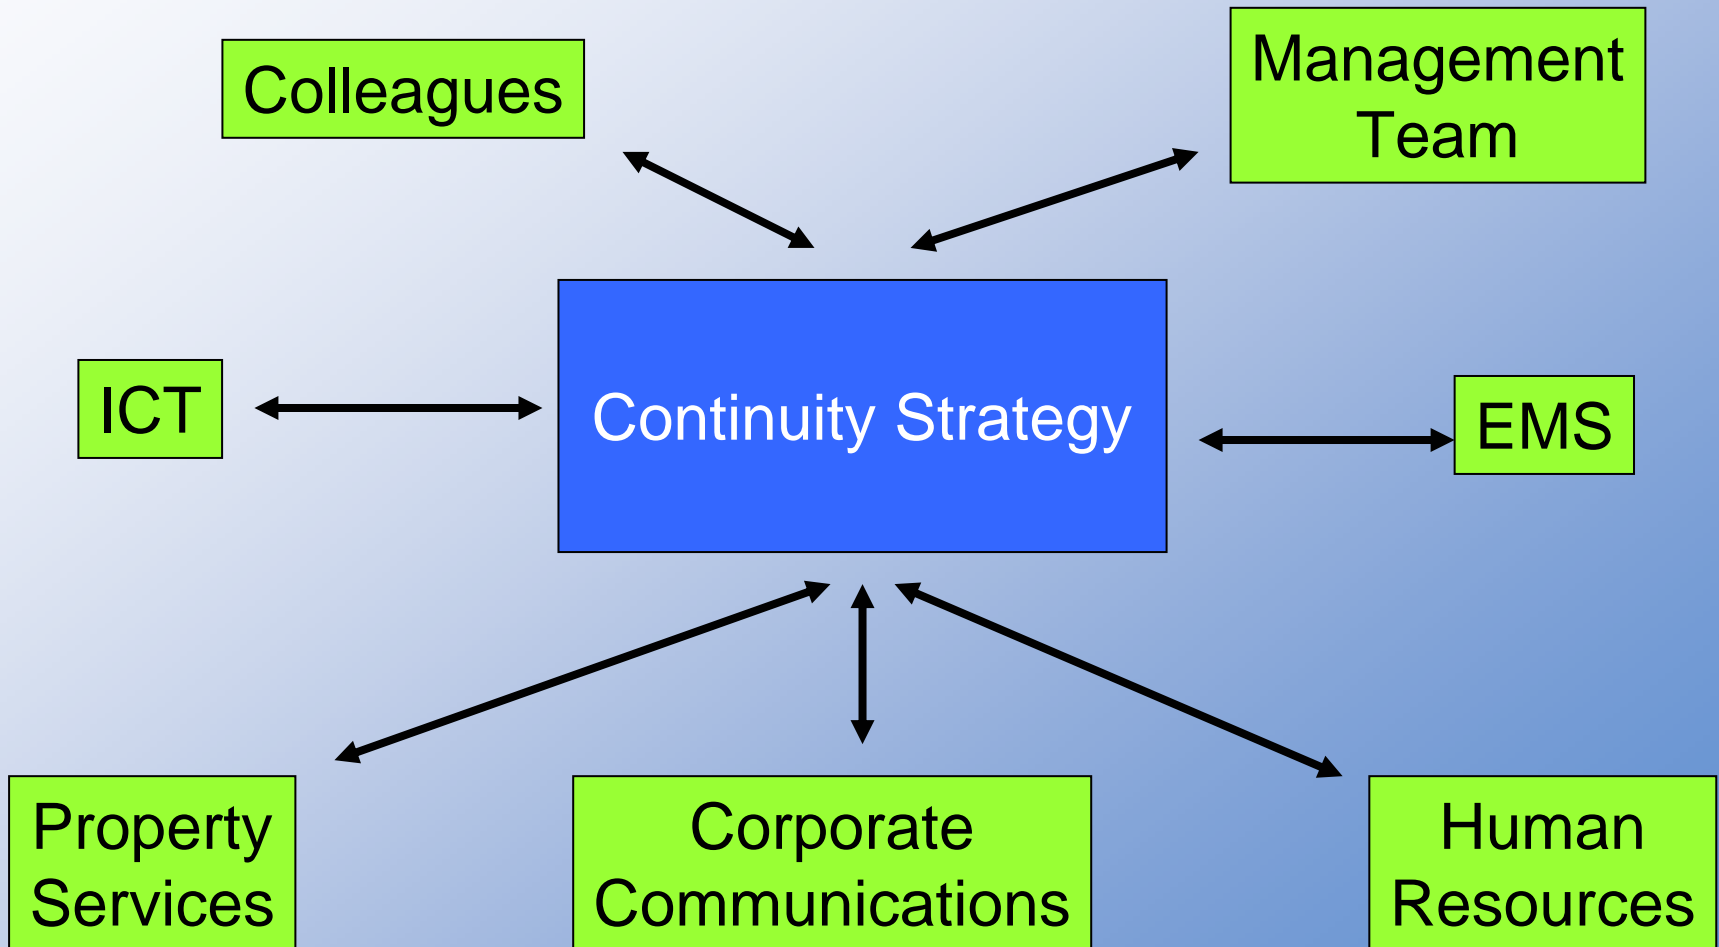 Colleagues
Management
Team
ICT
Continuity Strategy
EMS
Property
Services
Corporate
Communications
Human
Resources